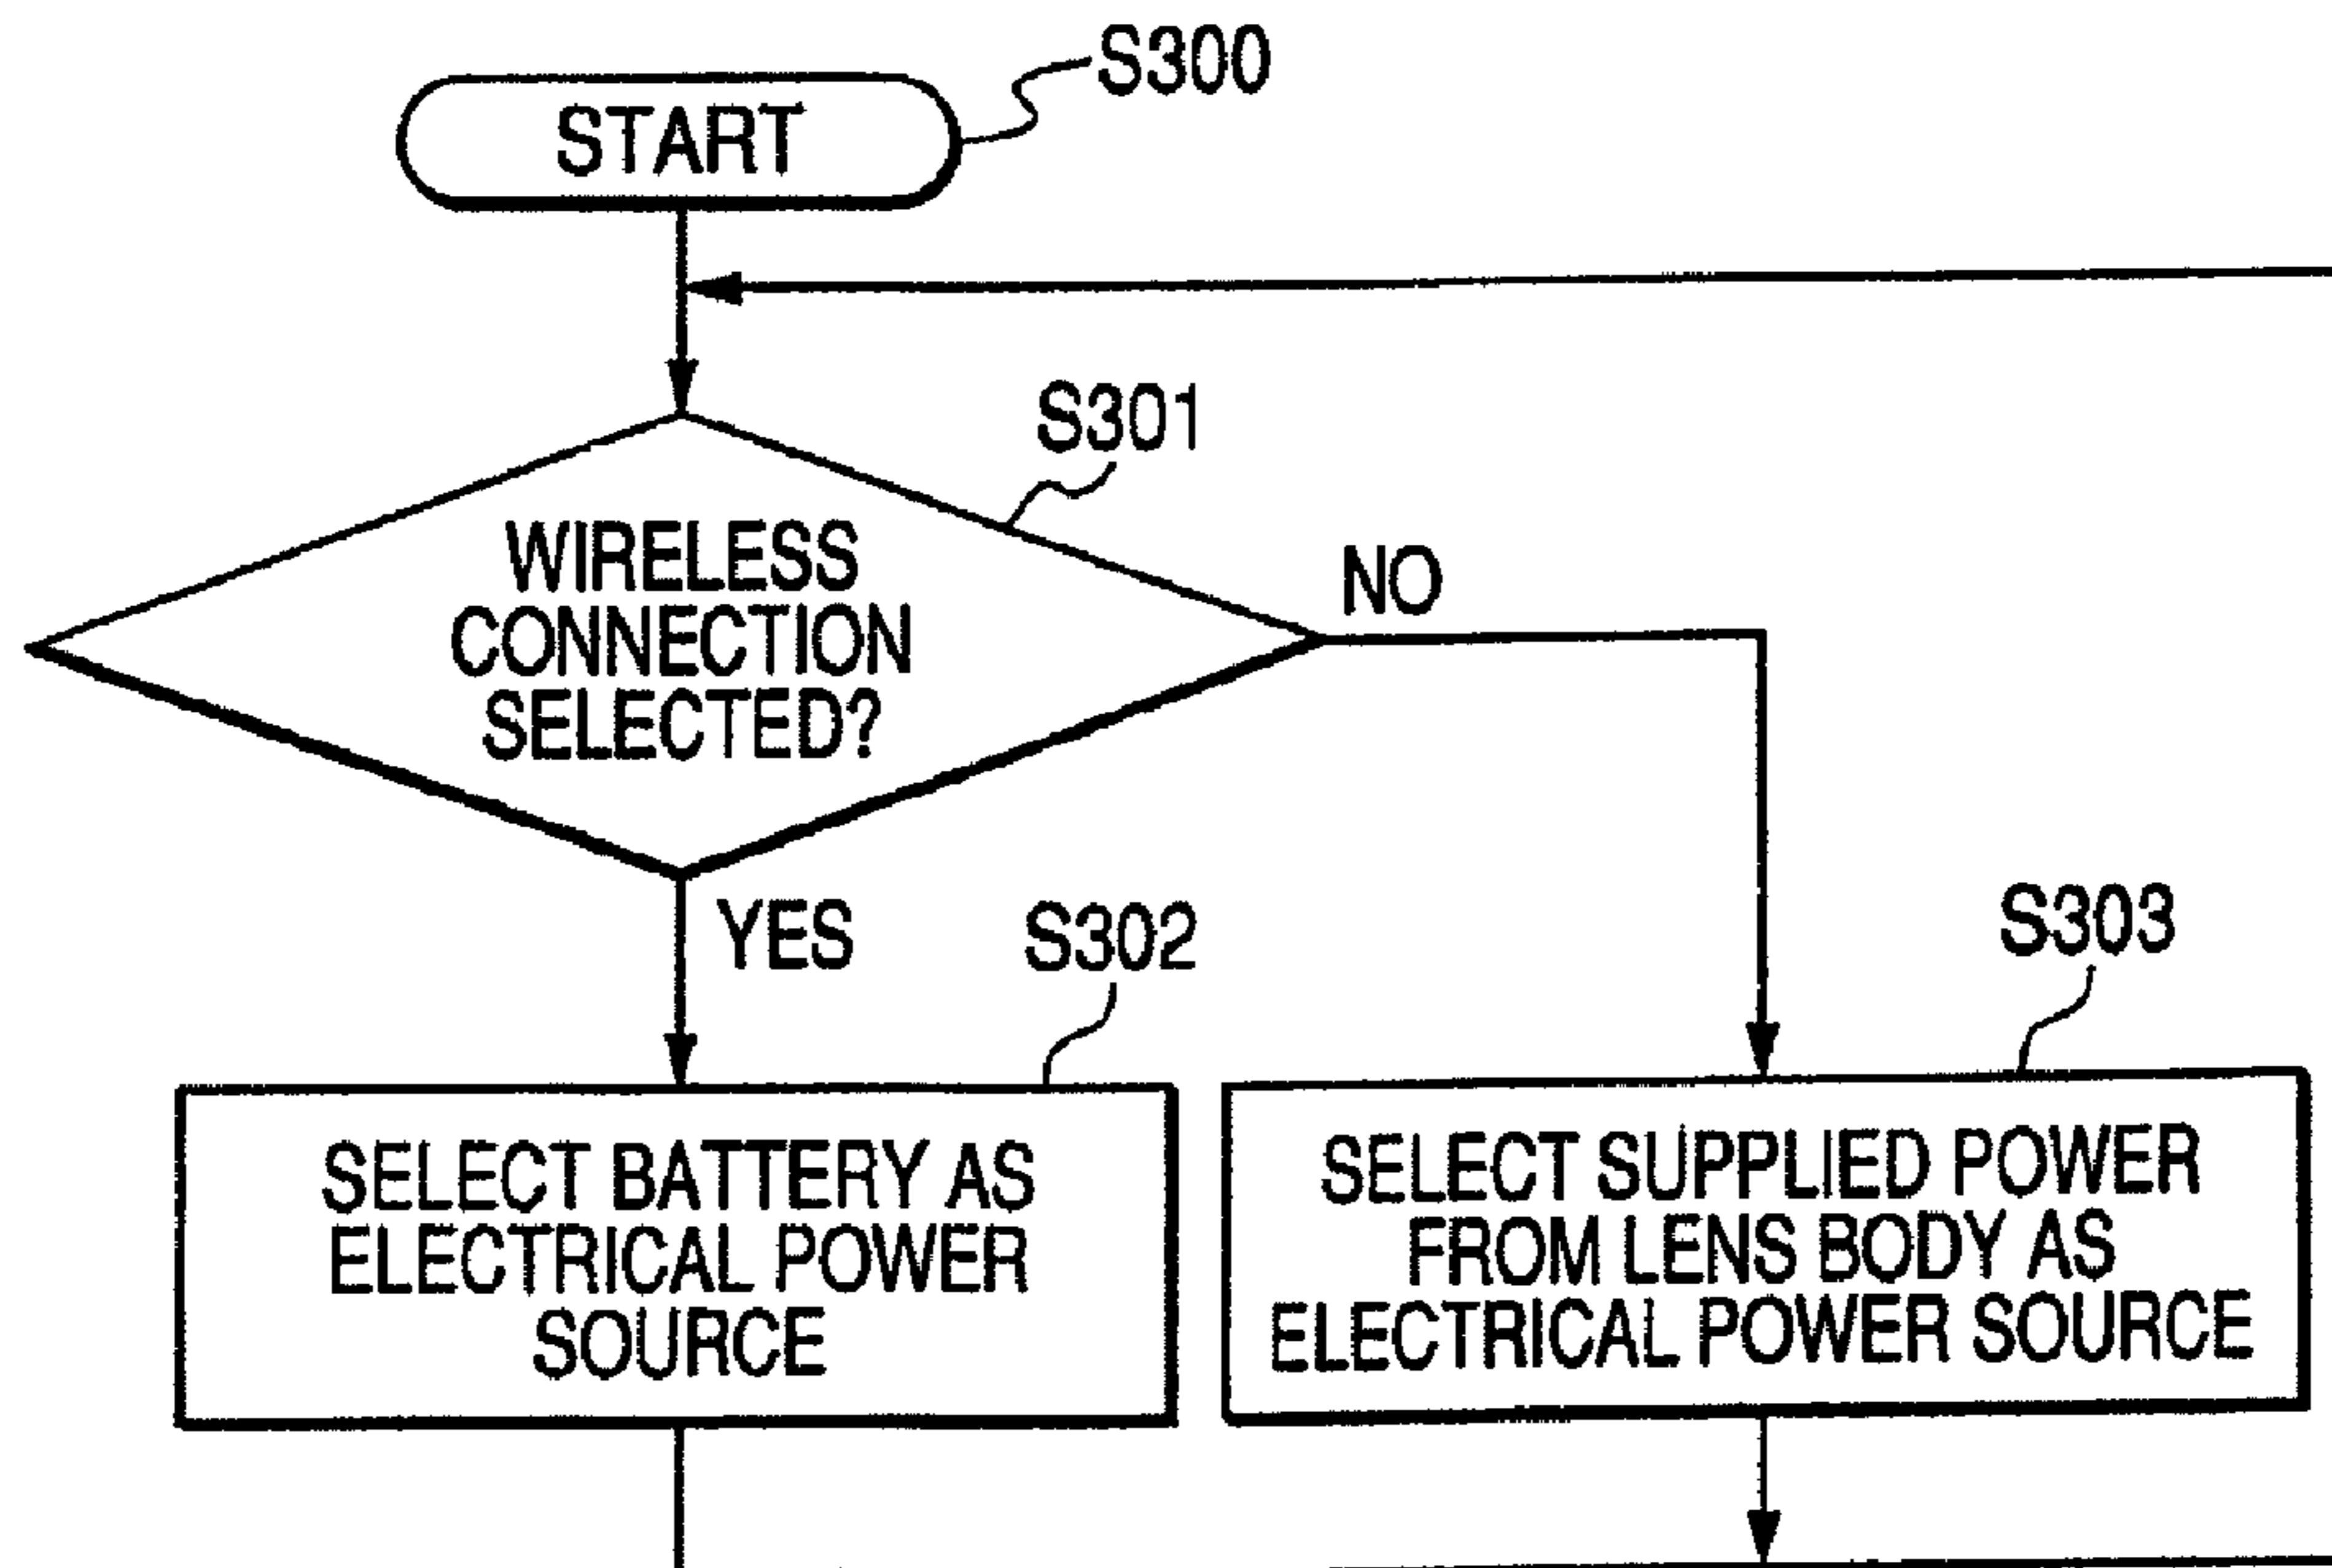 S300
START
S301
WIRELESS
CONNECTION
SELECTED?
NO
YES
S302
S303
SELECT BATTERY AS
ELECTRICAL POWER
SOURCE
SELECT SUPPLIED POWER
FROM LENS BODY AS
ELECTRICAL POWER SOURCE